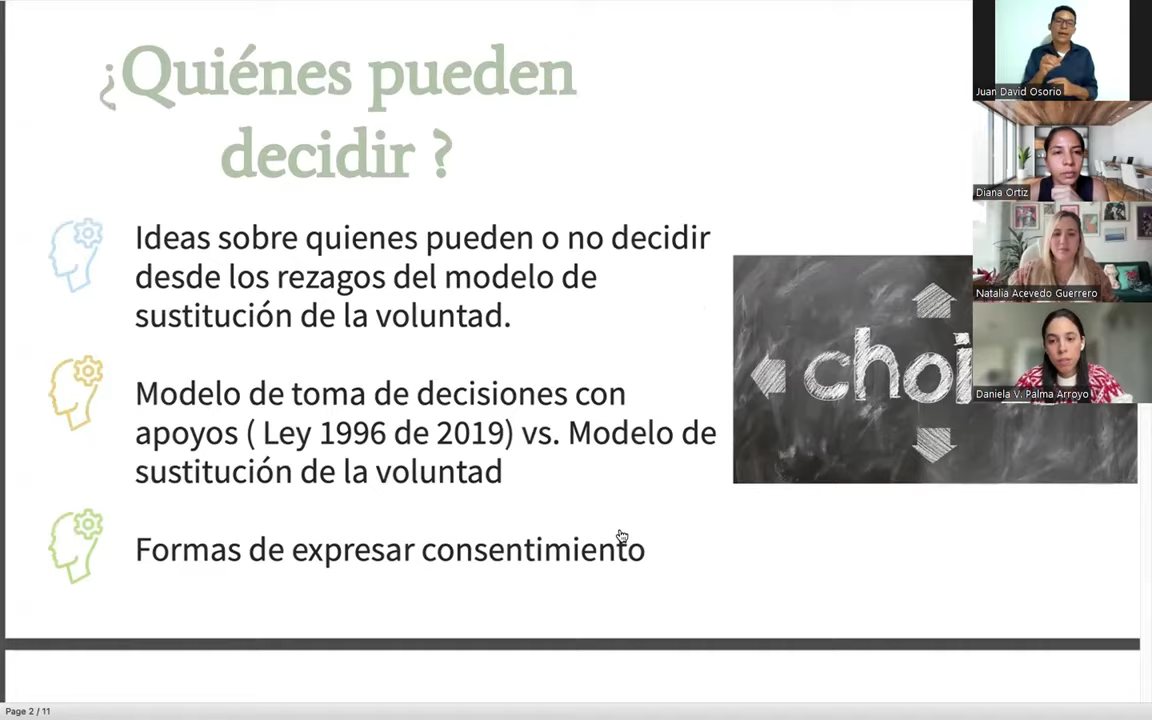 ¿Quiénes pueden
decidir ?
Ideas sobre quienes pueden o no decidir
desde los rezagos del modelo de
sustitución de la voluntad.
Modelo de toma de decisiones con
apoyos ( Ley 1996 de 2019) vs. Modelo de
sustitución de la voluntad
Formas de expresar consentimiento
choi
Juan David Osorio
Diana Ortiz
Natalia Acevedo Guerrero
Daniela V. Palma Arroyo
Page 2 / 11